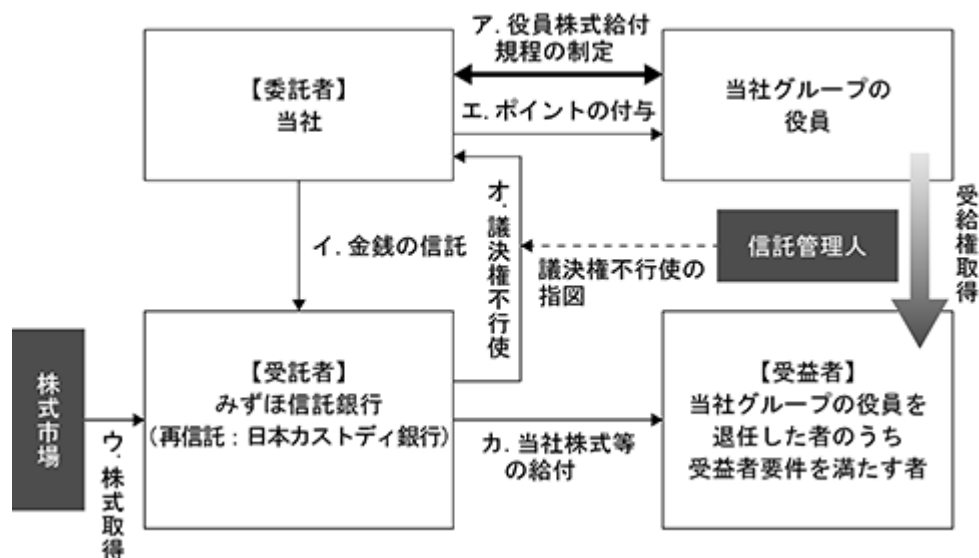 ア. 役員株式給付
規程の制定
【委託者】
当社
当社グループの
役員
エ. ポイントの付与
イ. 金銭の信託
オ. 議決権不行使
議決権不行使の
指図
信託管理人
受給権取得
株式市場
ウ. 株式取得
【受託者】
みずほ信託銀行
(再信託：日本カストディ銀行)
カ. 当社株式等
の給付
【受益者】
当社グループの役員を
退任した者のうち
受益者要件を満たす者